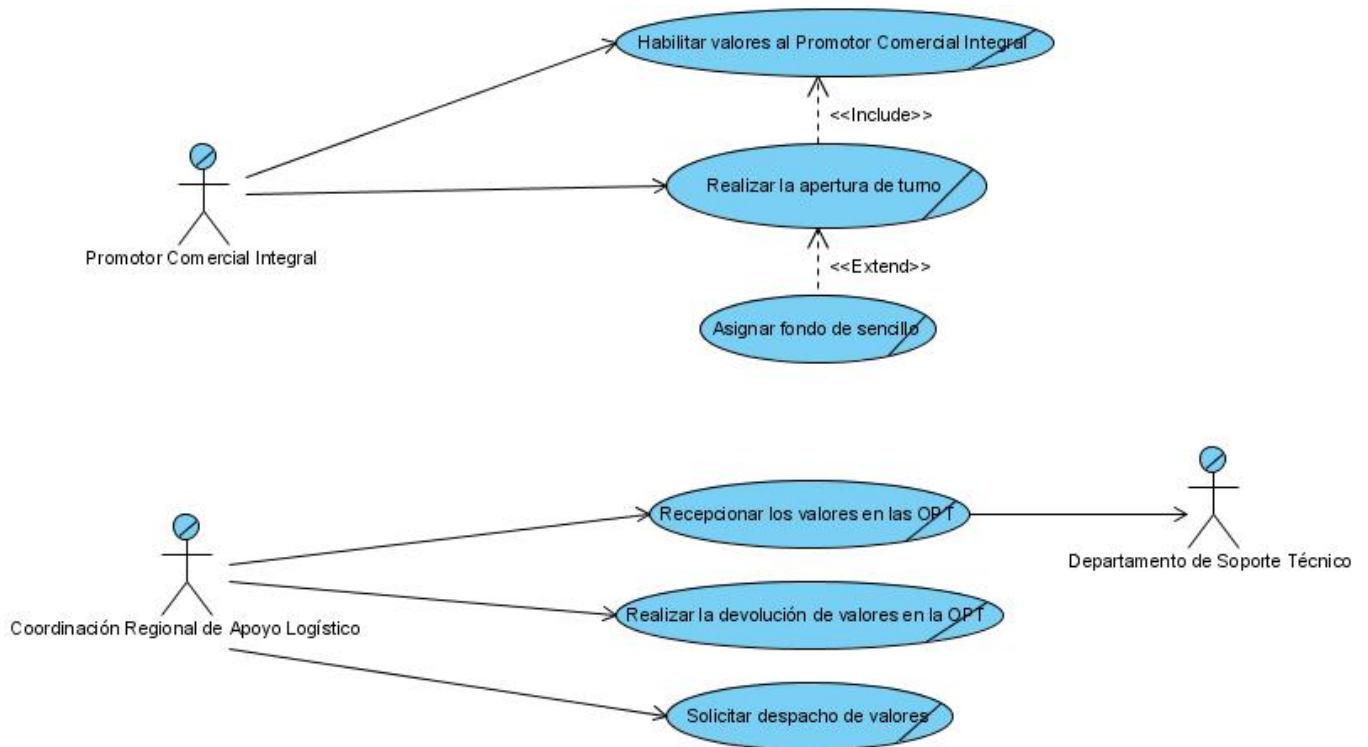 Habilitar valores al Promotor Comercial Integral
<<Include>>
Realizar la apertura de turno
Promotor Comercial Integral
<<Extend>>
Asignar fondo de sencillo
Recepcionar los valores en las OPT
Departamento de Soporte Técnico
Realizar la devolución de valores en la OPT
Coordinación Regional de Apoyo Logístico
Solicitar despacho de valores